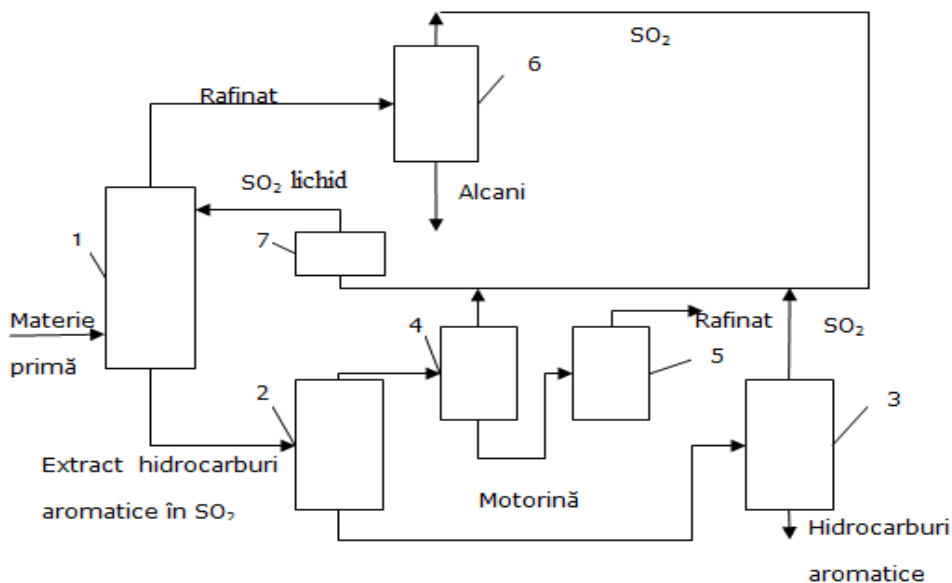 SO₂
6
Rafinat
Alcani
SO₂ lichid
1
7
Materie
primă
4
Rafinat
SO₂
5
2
3
Extract hidrocarburi
aromatice în SO₂
Motorină
Hidrocarburi
aromatice